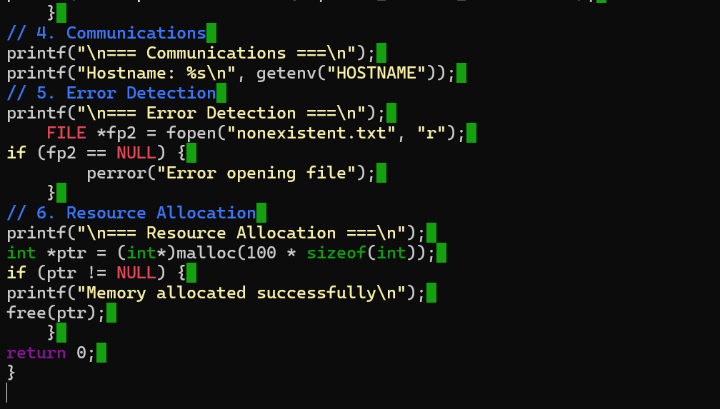 }
// 4. Communications
printf("\n=== Communications ===\n");
printf("Hostname: %s\n", getenv("HOSTNAME"));
// 5. Error Detection
printf("\n=== Error Detection ===\n");
    FILE *fp2 = fopen("nonexistent.txt", "r");
if (fp2 == NULL) {
        perror("Error opening file");
    }
// 6. Resource Allocation
printf("\n=== Resource Allocation ===\n");
int *ptr = (int*)malloc(100 * sizeof(int));
if (ptr != NULL) {
printf("Memory allocated successfully\n");
free(ptr);
    }
return 0;
}